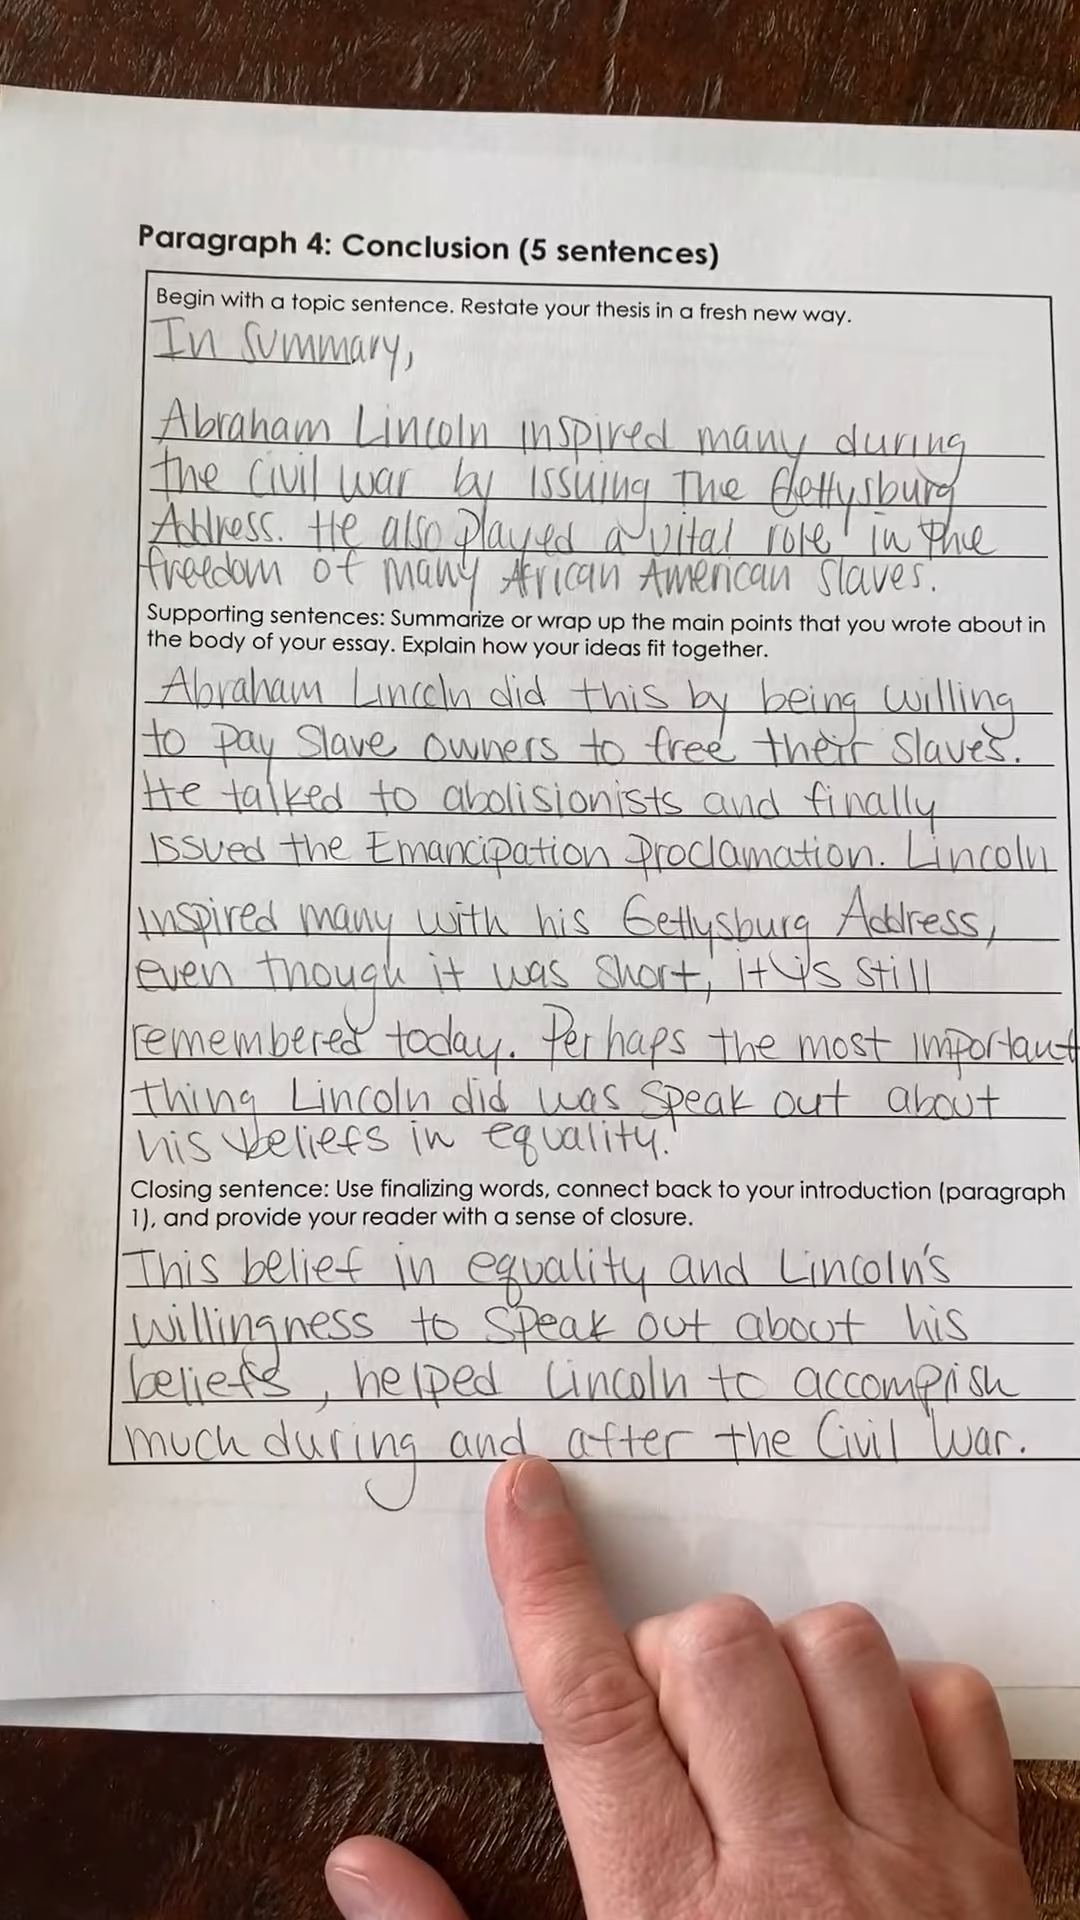 Paragraph 4: Conclusion (5 sentences)
Begin with a topic sentence. Restate your thesis in a fresh new way.
In summary,
Abraham Lincoln inspired many during
the Civil War by issuing The Gettysburg
Address. He also played a vital role in the
freedom of many African American slaves.
Supporting sentences: Summarize or wrap up the main points that you wrote about in
the body of your essay. Explain how your ideas fit together.
Abraham Lincoln did this by being willing
to pay slave owners to free their slaves.
He talked to abolisionists and finally
issued the Emancipation Proclamation. Lincoln
inspired many with his Gettysburg Address,
even though it was short, it is still
remembered today. Perhaps the most important
thing Lincoln did was speak out about
his beliefs in equality.
Closing sentence: Use finalizing words, connect back to your introduction (paragraph
1), and provide your reader with a sense of closure.
This belief in equality and Lincoln's
willingness to speak out about his
beliefs, helped Lincoln to accompish
much during and after the Civil War.